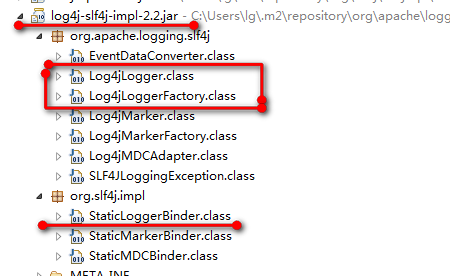 log4j-slf4j-impl-2.2.jar - C:\Users\lg\.m2\repository\org\apache\logg
org.apache.logging.slf4j
EventDataConverter.class
Log4jLogger.class
Log4jLoggerFactory.class
Log4jMarker.class
Log4jMarkerFactory.class
Log4jMDCAdapter.class
SLF4JLoggingException.class
org.slf4j.impl
StaticLoggerBinder.class
StaticMarkerBinder.class
StaticMDCBinder.class
META-INF